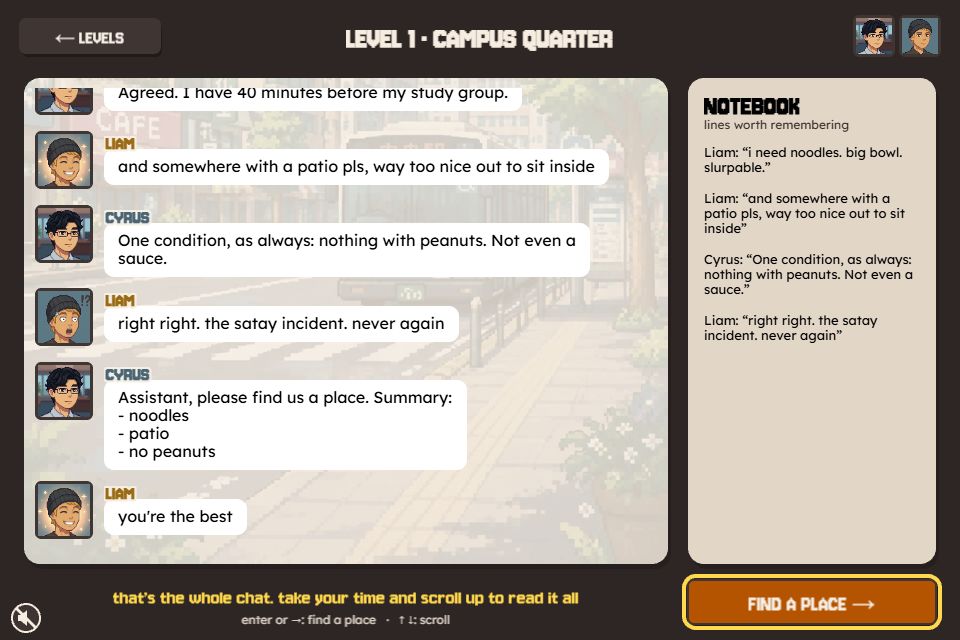 ← LEVELS
LEVEL 1 · CAMPUS QUARTER
CAFE
Agreed. I have 40 minutes before my study group.
LIAM
and somewhere with a patio pls, way too nice out to sit inside
CYRUS
One condition, as always: nothing with peanuts. Not even a
sauce.
LIAM
!?
right right. the satay incident. never again
CYRUS
Assistant, please find us a place. Summary:
- noodles
- patio
- no peanuts
LIAM
you're the best
NOTEBOOK
lines worth remembering
Liam: “i need noodles. big bowl.
slurpable.”
Liam: “and somewhere with a
patio pls, way too nice out to sit
inside”
Cyrus: “One condition, as always:
nothing with peanuts. Not even a
sauce.”
Liam: “right right. the satay
incident. never again”
that's the whole chat. take your time and scroll up to read it all
enter or →: find a place · ↑↓: scroll
FIND A PLACE →